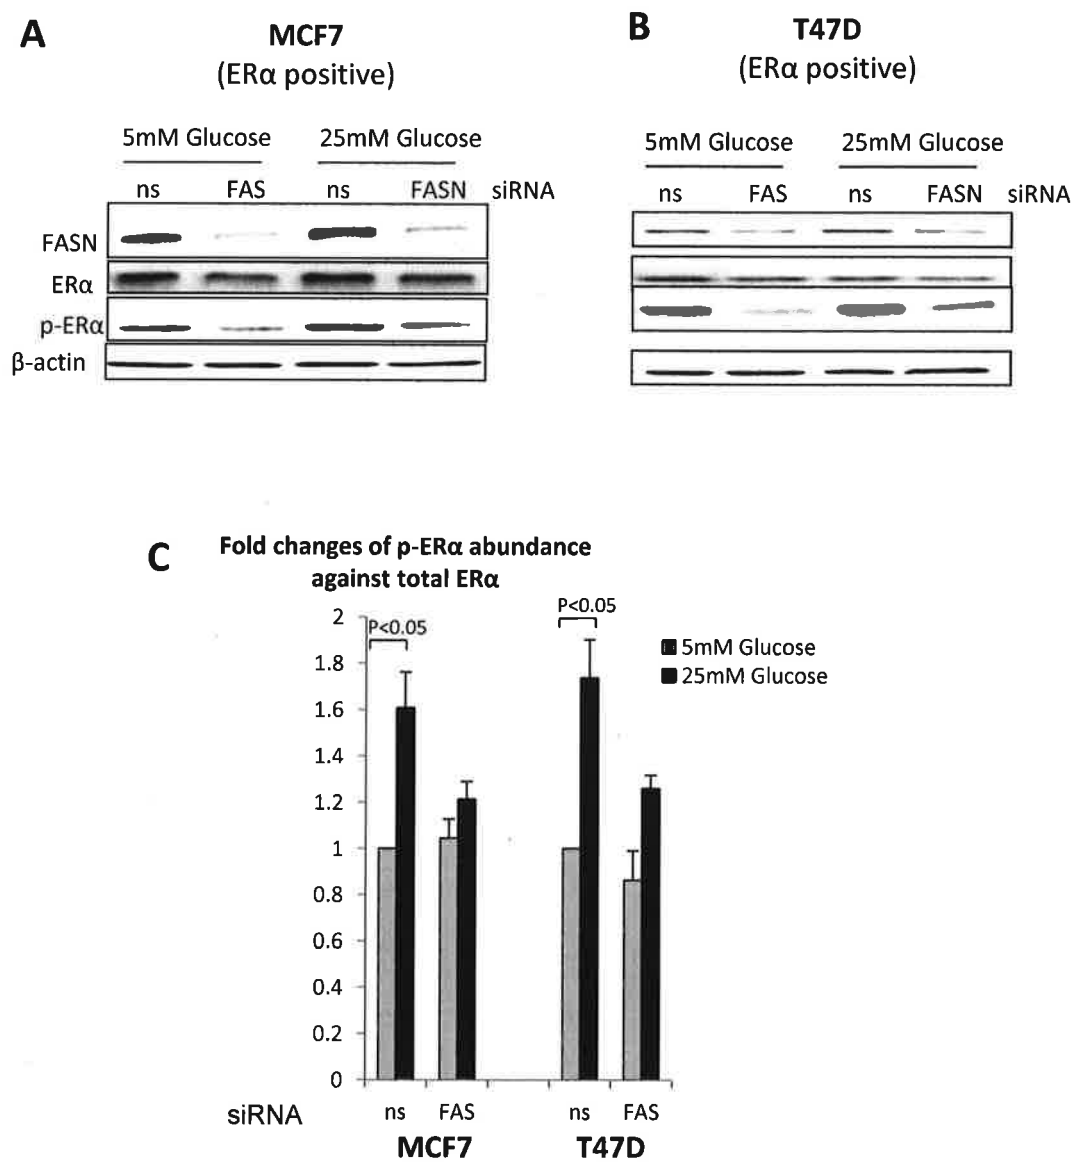 A
MCF7
(ERα positive)
5mM Glucose 25mM Glucose
ns FAS ns FASN siRNA
FASN
ERα
p-ERα
β-actin
B
T47D
(ERα positive)
5mM Glucose 25mM Glucose
ns FAS ns FASN siRNA
C
Fold changes of p-ERα abundance
against total ERα
2
1.8
1.6
1.4
1.2
1
0.8
0.6
0.4
0.2
0
P<0.05
P<0.05
5mM Glucose
25mM Glucose
siRNA ns FAS ns FAS
MCF7 T47D